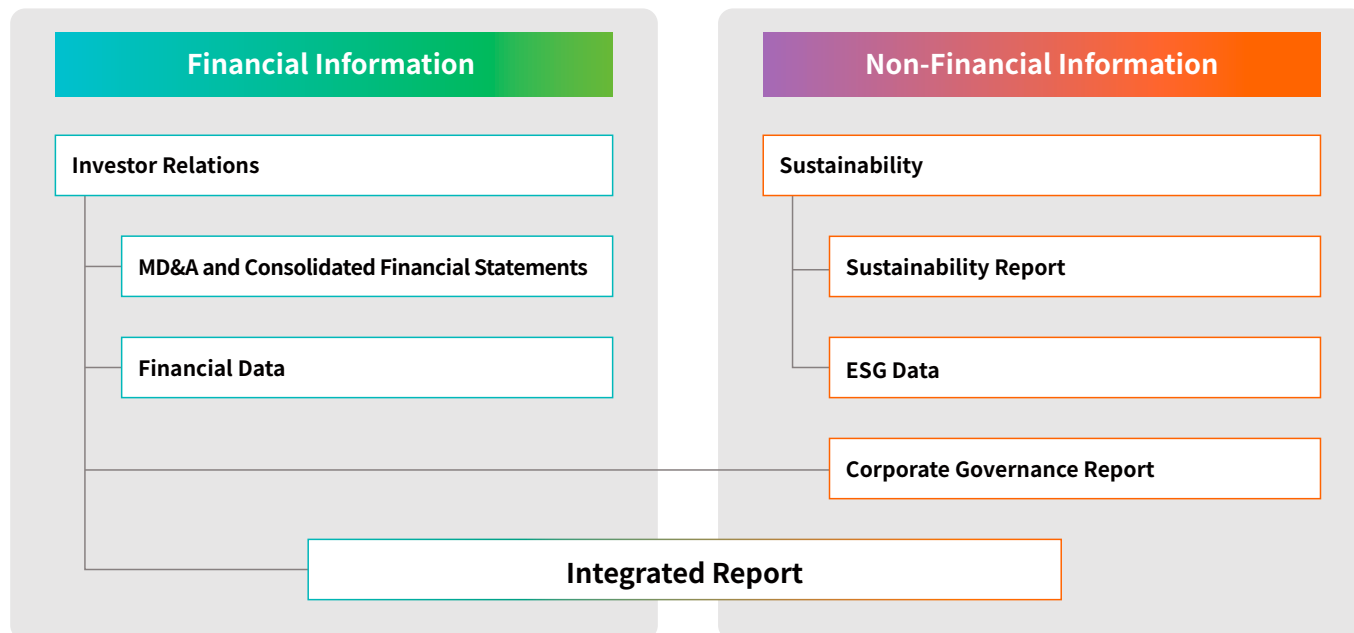 Financial Information
Investor Relations
MD&A and Consolidated Financial Statements
Financial Data
Non-Financial Information
Sustainability
Sustainability Report
ESG Data
Corporate Governance Report
Integrated Report